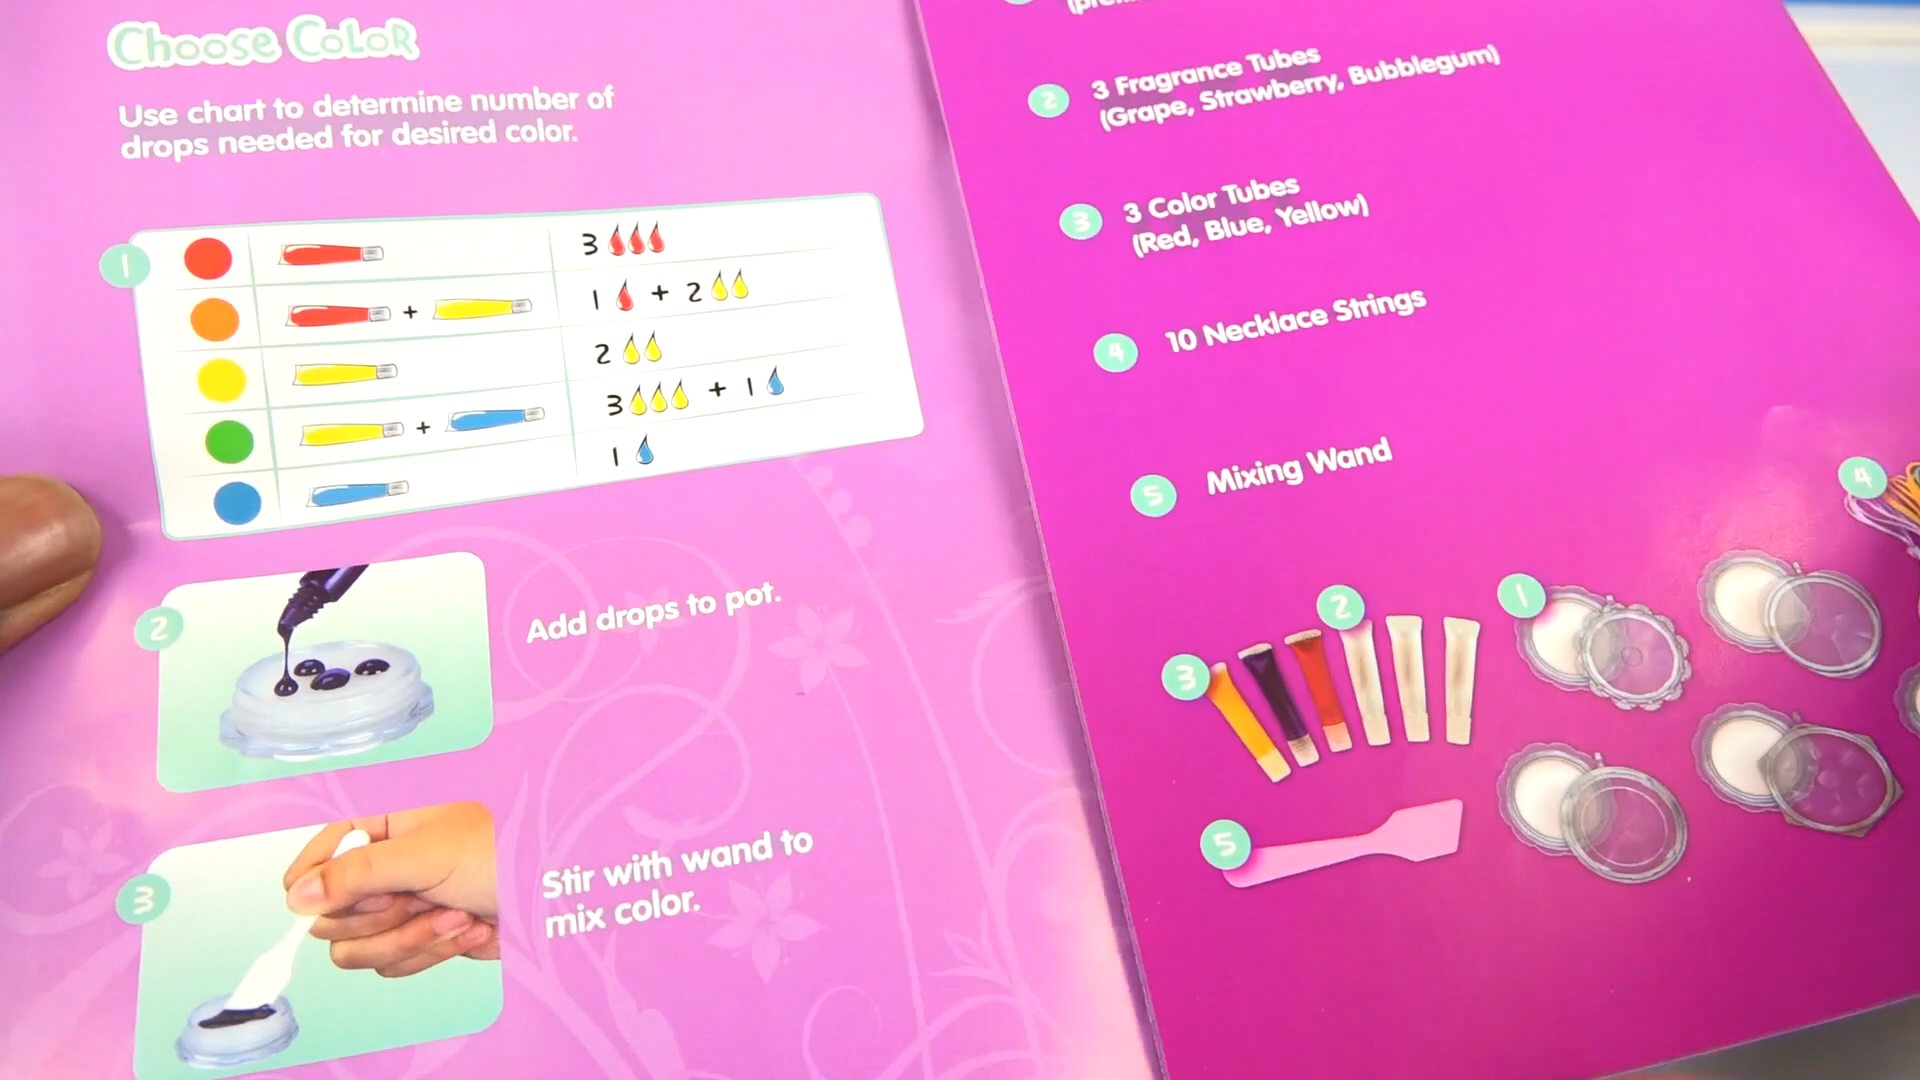 Choose Color
Use chart to determine number of
drops needed for desired color.
1
3
+
1 + 2
2
+
3 + 1
1
2
Add drops to pot.
3
Stir with wand to
mix color.
2
3 Fragrance Tubes
(Grape, Strawberry, Bubblegum)
3
3 Color Tubes
(Red, Blue, Yellow)
4
10 Necklace Strings
5
Mixing Wand
4
1
2
3
5